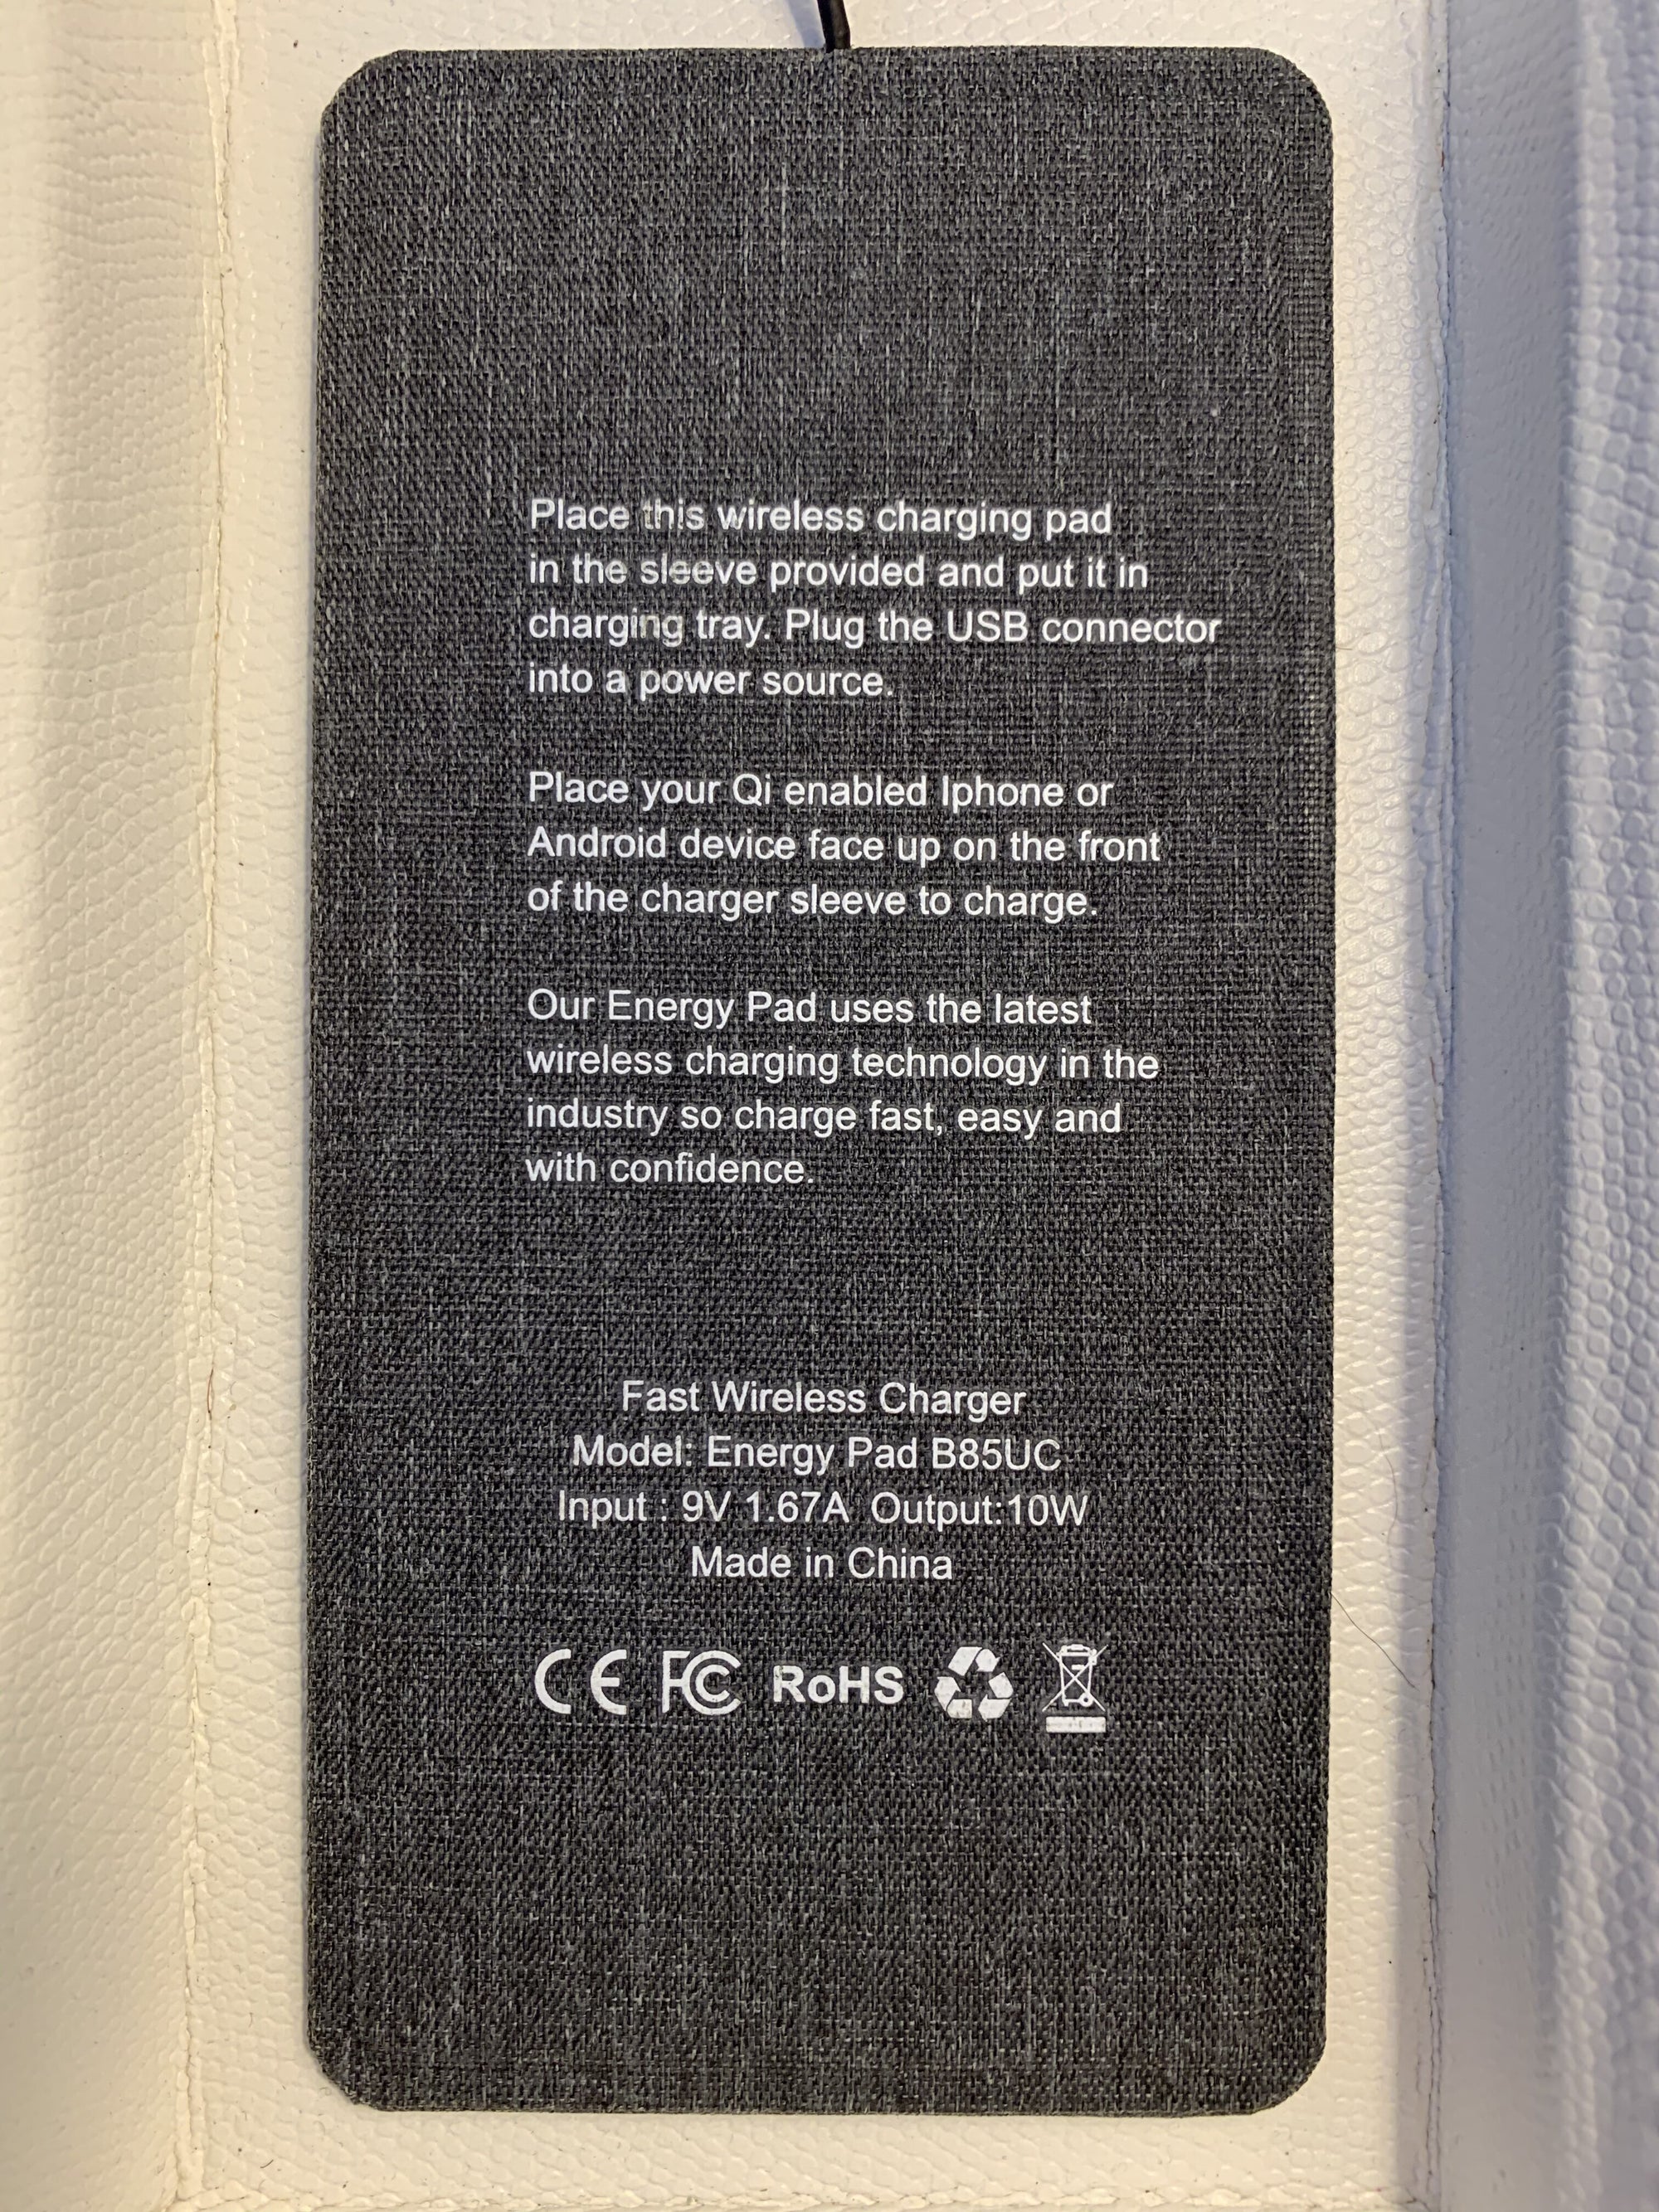 Place this wireless charging pad
in the sleeve provided and put it in
charging tray. Plug the USB connector
into a power source.
Place your Qi enabled Iphone or
Android device face up on the front
of the charger sleeve to charge.
Our Energy Pad uses the latest
wireless charging technology in the
industry so charge fast, easy and
with confidence.
Fast Wireless Charger
Model: Energy Pad B85UC
Input : 9V 1.67A  Output:10W
Made in China
CE FC RoHS